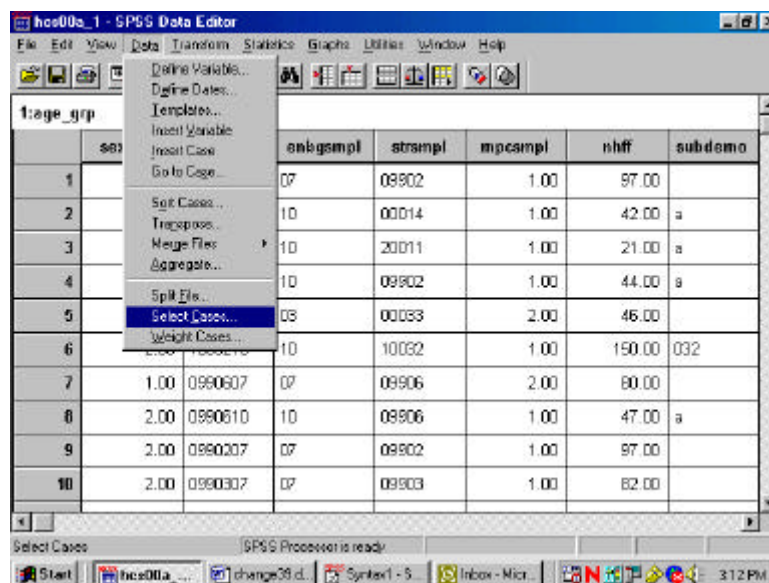 hos00a_1 - SPSS Data Editor
File Edit View Data Transform Statistics Graphs Utilities Window Help
1:age_grp
Define Variable...
Define Dates...
Templates...
Insert Variable
Insert Case
Go to Case...
Sort Cases...
Transpose...
Merge Files
Aggregate...
Split File...
Select Cases...
Weight Cases...
sex strsmpl mpcsmpl nhff subdemo
1 07 09902 1.00 97.00
2 10 00014 1.00 42.00 a
3 10 20011 1.00 21.00 a
4 10 09902 1.00 44.00 a
5 03 00033 2.00 46.00
6 10 10032 1.00 150.00 032
7 1.00 0990607 07 09906 2.00 80.00
8 2.00 0990610 10 09906 1.00 47.00 a
9 2.00 0990207 07 09902 1.00 97.00
10 2.00 0990307 07 09903 1.00 82.00
Select Cases SPSS Processor is ready
Start hos00a_ ... change39.d... Syntax1 - S... Inbox - Micr... 3:12 PM